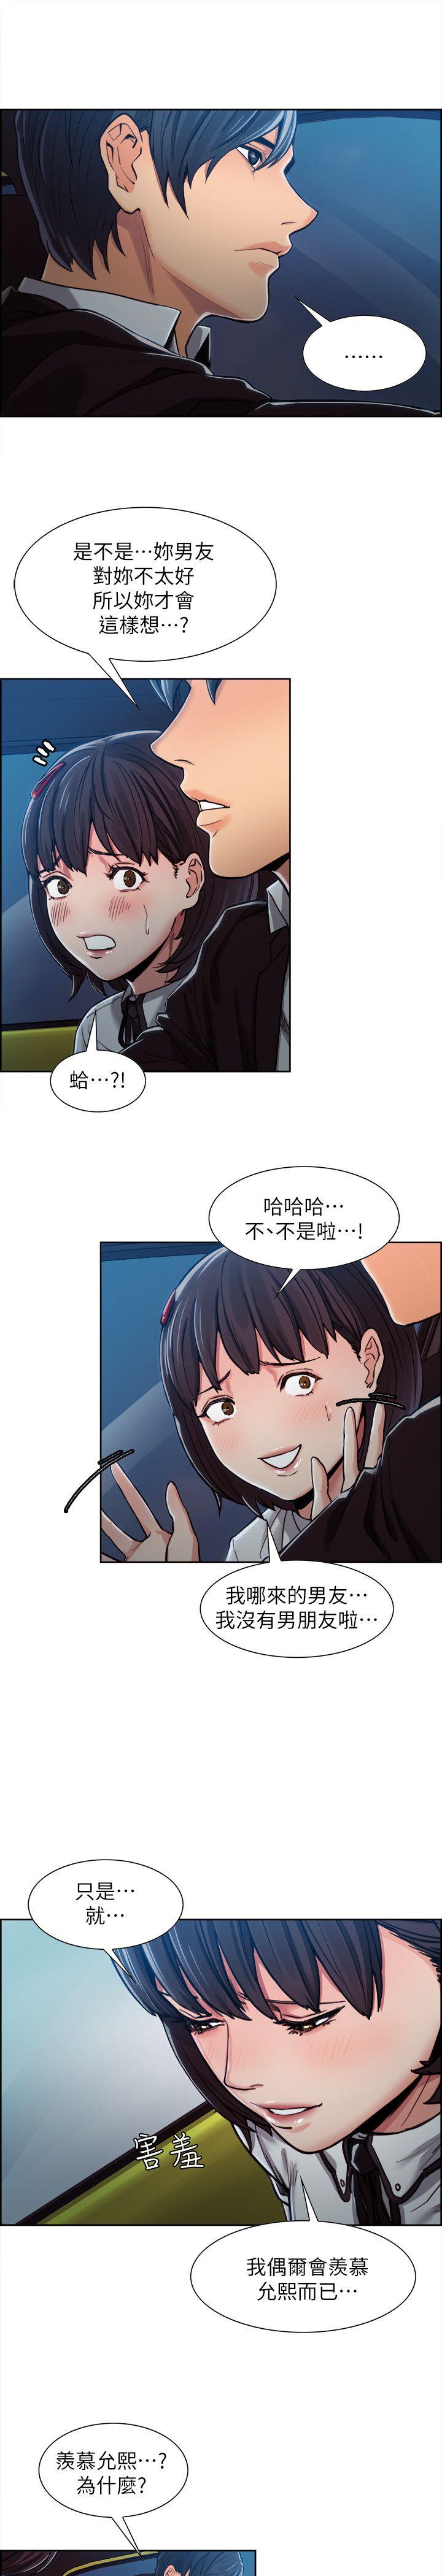 ……
是不是…妳男友
對妳不太好
所以妳才會
這樣想…?
蛤…?!
哈哈哈…
不、不是啦…!
我哪來的男友…
我沒有男朋友啦…
只是…
就…
害羞
我偶爾會羨慕
允熙而已…
羨慕允熙…?
為什麼?